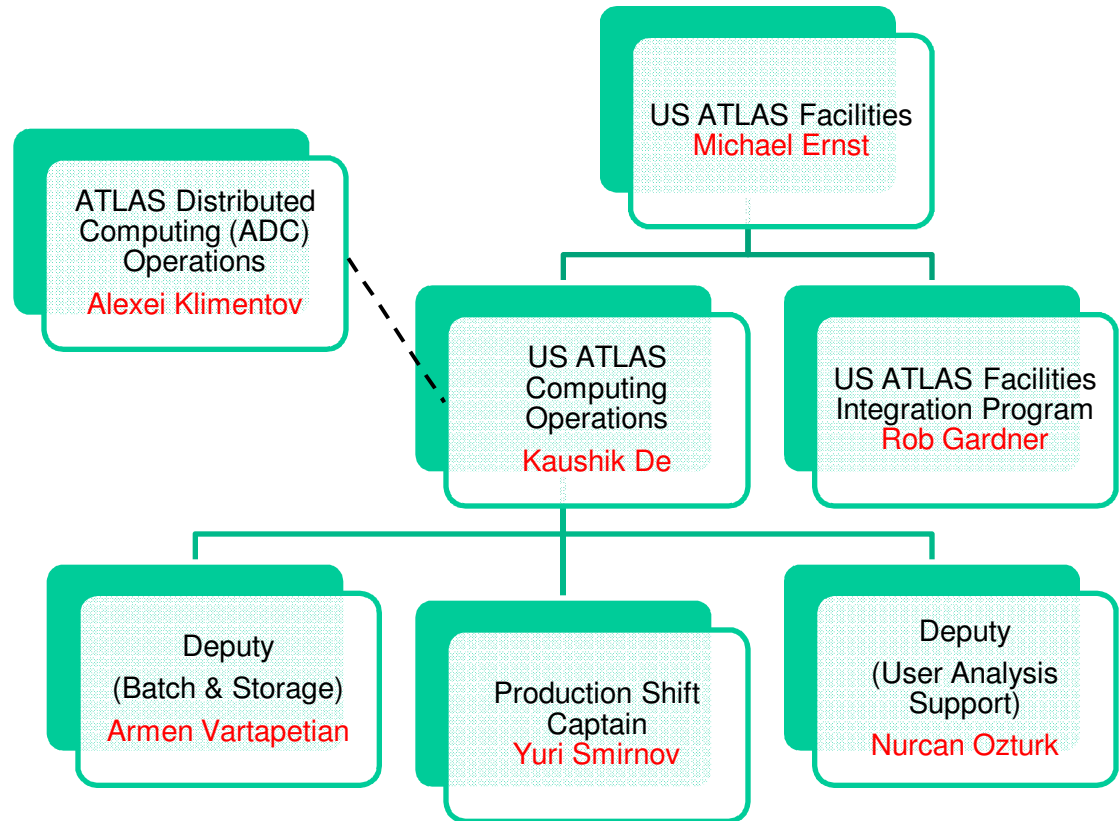 US ATLAS Facilities
Michael Ernst
ATLAS Distributed
Computing (ADC)
Operations
Alexei Klimentov
US ATLAS
Computing
Operations
Kaushik De
US ATLAS Facilities
Integration Program
Rob Gardner
Deputy
(Batch & Storage)
Armen Vartapetian
Production Shift
Captain
Yuri Smirnov
Deputy
(User Analysis
Support)
Nurcan Ozturk